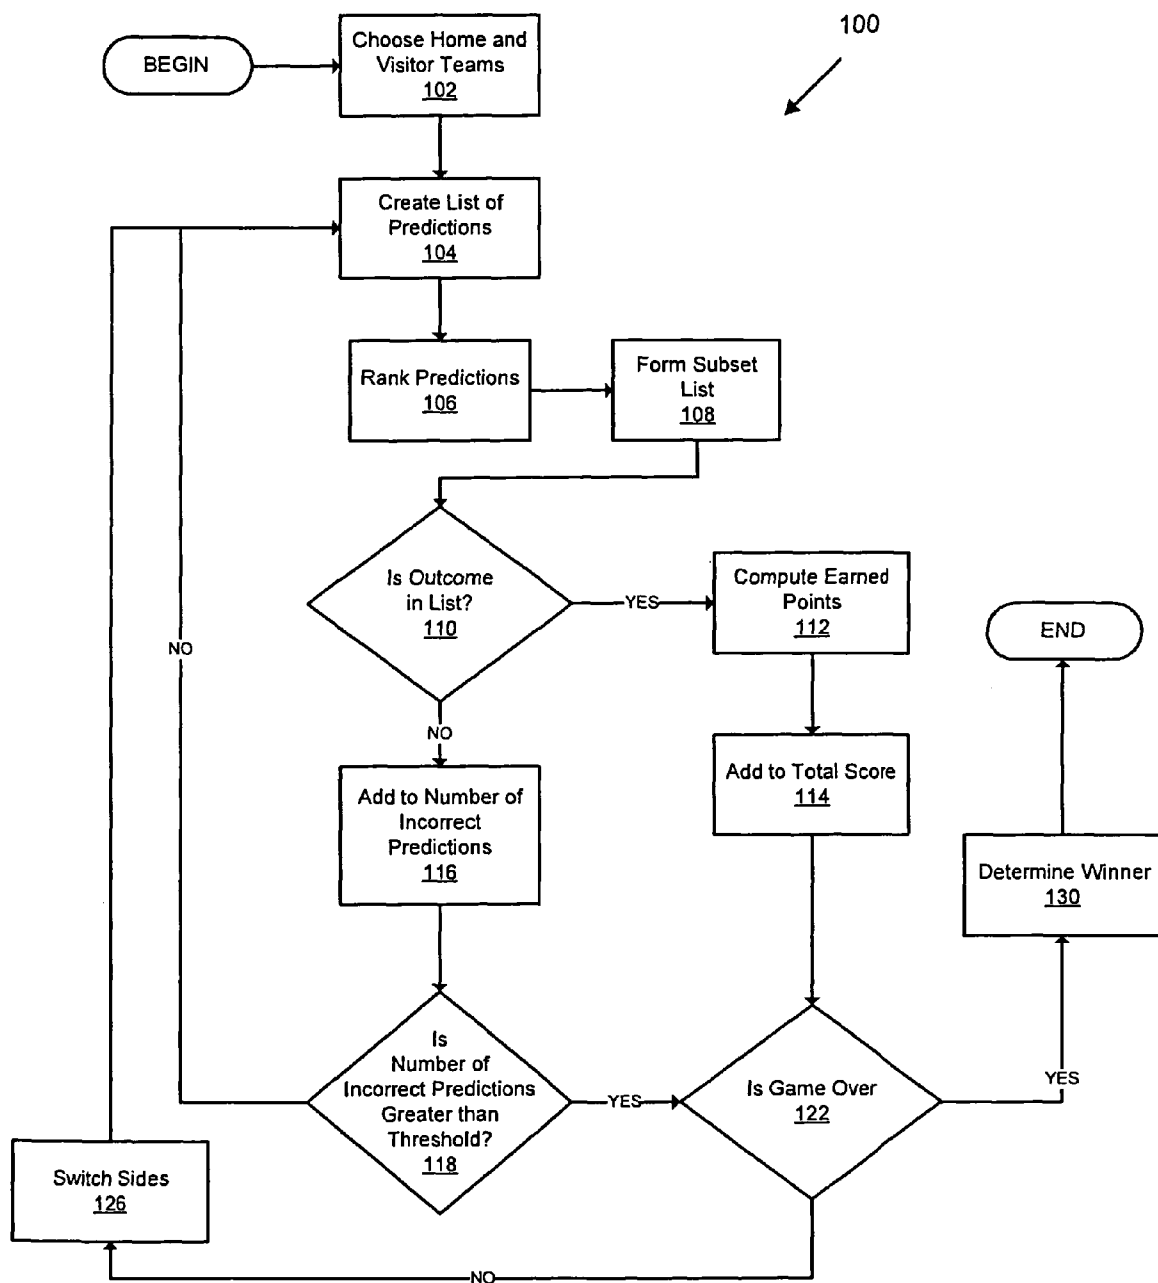 100
BEGIN
Choose Home and
Visitor Teams
102
Create List of
Predictions
104
Rank Predictions
106
Form Subset
List
108
Is Outcome
in List?
110
YES
Compute Earned
Points
112
END
NO
NO
Add to Number of
Incorrect
Predictions
116
Add to Total Score
114
Determine Winner
130
Is
Number of
Incorrect Predictions
Greater than
Threshold?
118
YES
Is Game Over
122
YES
Switch Sides
126
NO